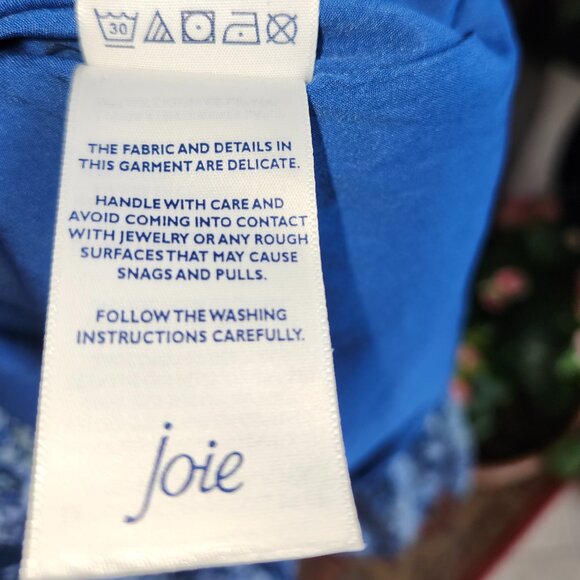 30
THE FABRIC AND DETAILS IN
THIS GARMENT ARE DELICATE.
HANDLE WITH CARE AND
AVOID COMING INTO CONTACT
WITH JEWELRY OR ANY ROUGH
SURFACES THAT MAY CAUSE
SNAGS AND PULLS.
FOLLOW THE WASHING
INSTRUCTIONS CAREFULLY.
joie